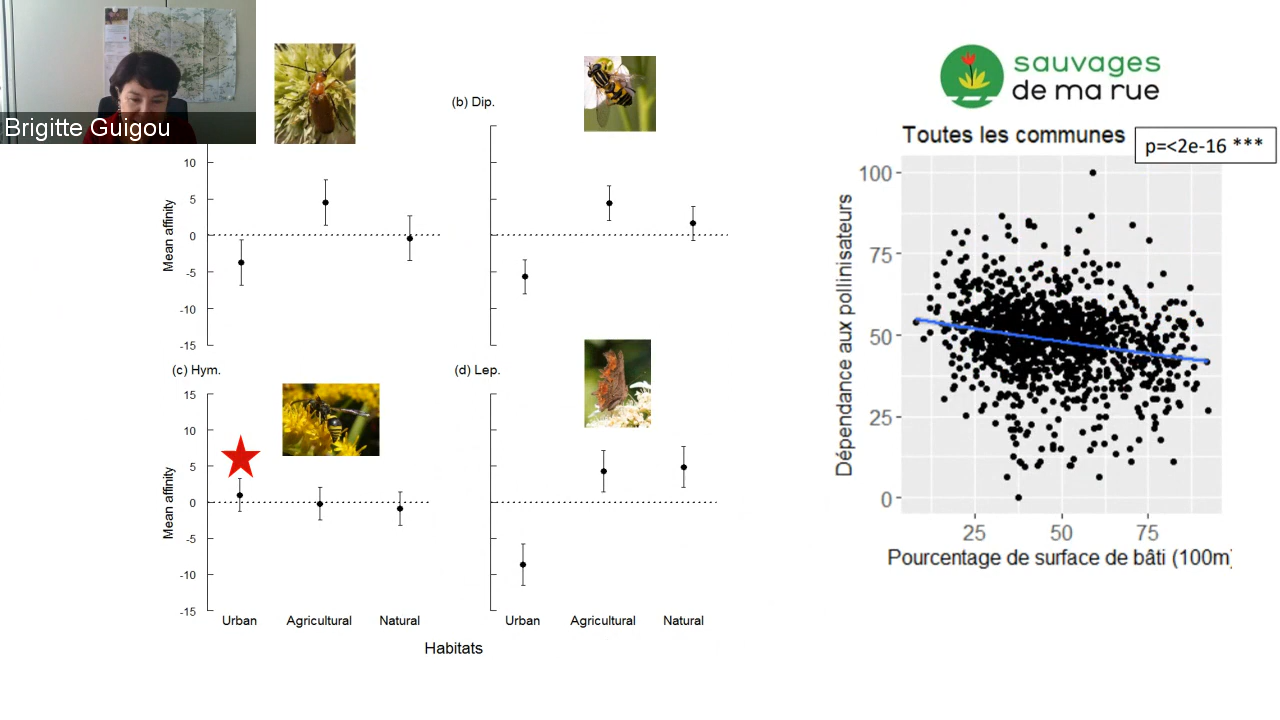 Brigitte Guigou
(b) Dip.
10
5
0
-5
-10
-15
Mean affinity
(c) Hym.
(d) Lep.
15
10
5
0
-5
-10
-15
Mean affinity
Urban
Agricultural
Natural
Urban
Agricultural
Natural
Habitats
sauvages
de ma rue
Toutes les communes
p=<2e-16 ***
Dépendance aux pollinisateurs
100
75
50
25
0
25
50
75
Pourcentage de surface de bâti (100m)